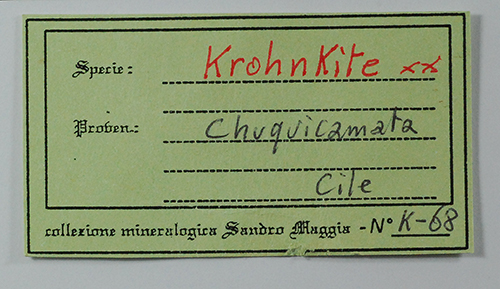 Specie: KrohnKite xx
Proven.: Chuquicamata
Cile
collezione mineralogica Sandro Maggia - N° K-68